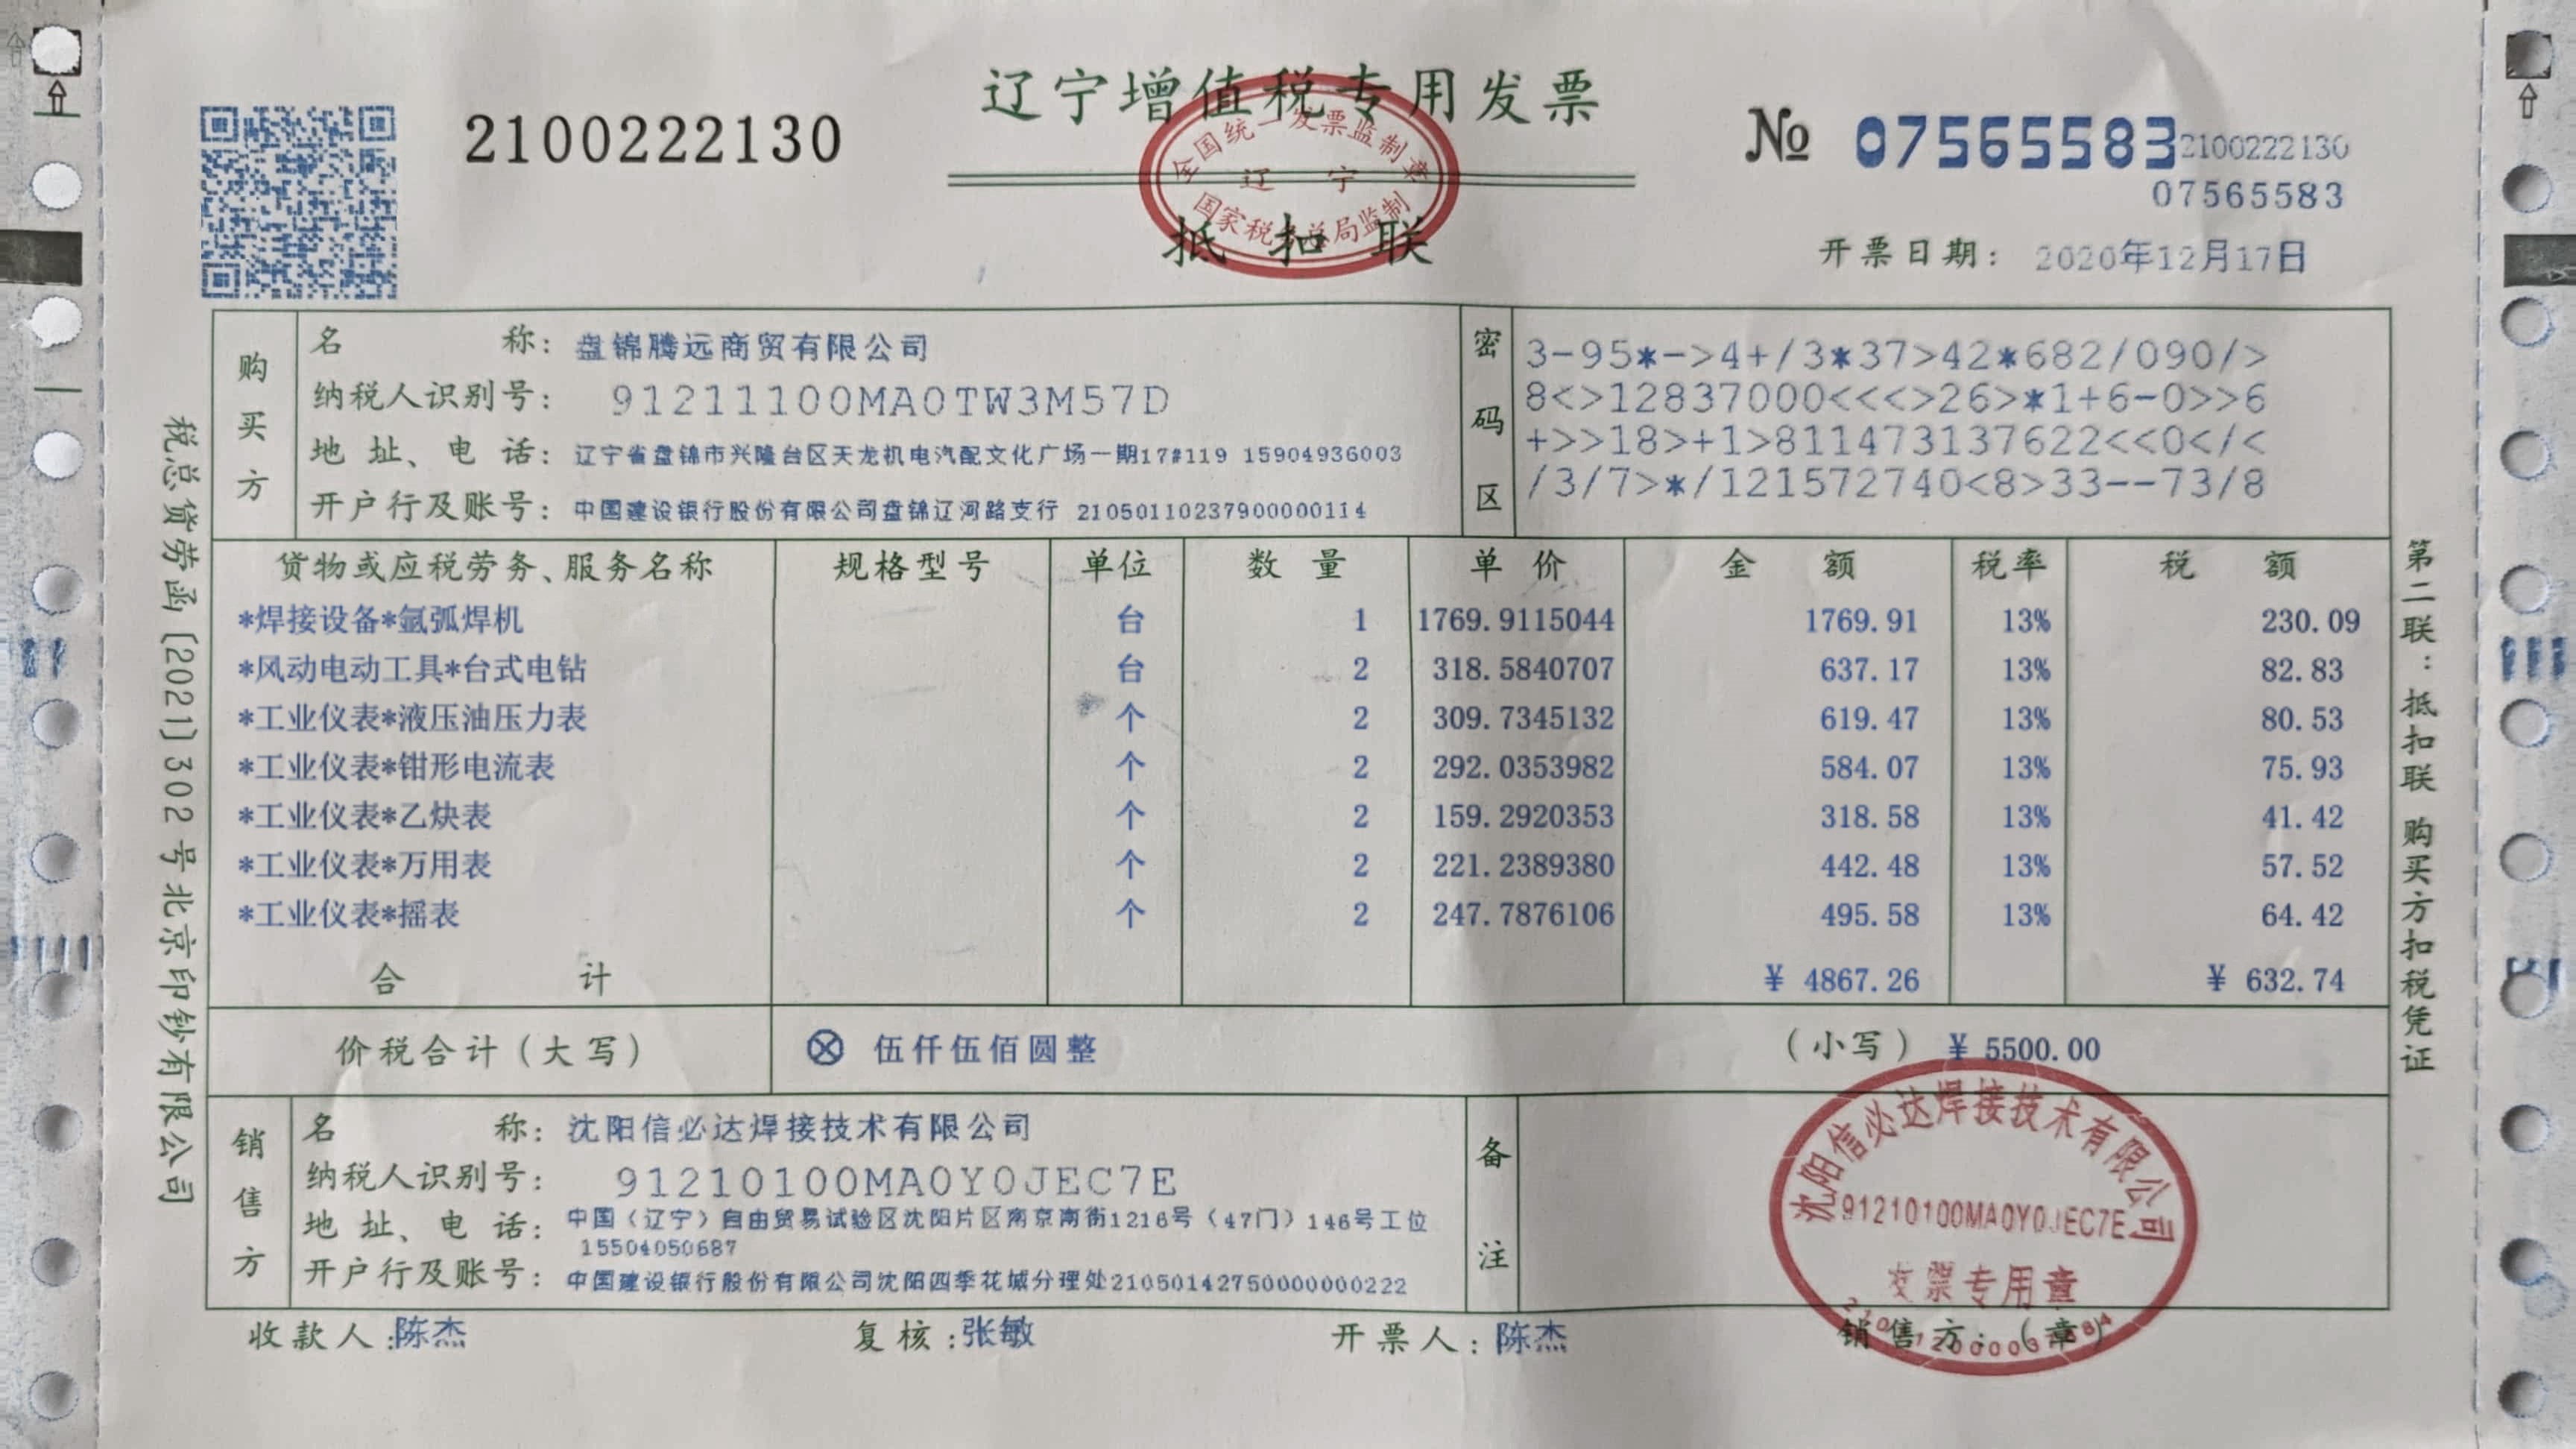 辽宁增值税专用发票
2100222130
№ 07565583
2100222130
07565583
全国统一发票监制章
辽宁
国家税务总局监制
抵扣联
开票日期： 2020年12月17日
购买方
名称：盘锦腾远商贸有限公司
纳税人识别号： 91211100MA0TW3M57D
地址、电话：辽宁省盘锦市兴隆台区天龙机电汽配文化广场一期17#119 15904936003
开户行及账号：中国建设银行股份有限公司盘锦辽河路支行 21050110237900000114
密码区
3-95*->4+/3*37>42*682/090/>
8<>12837000<<<>26>*1+6-0>>6
+>>18>+1>811473137622<<0</<
/3/7>*/121572740<8>33--73/8
货物或应税劳务、服务名称 规格型号 单位 数量 单价 金额 税率 税额
*焊接设备*氩弧焊机 台 1 1769.9115044 1769.91 13% 230.09
*风动电动工具*台式电钻 台 2 318.5840707 637.17 13% 82.83
*工业仪表*液压油压力表 个 2 309.7345132 619.47 13% 80.53
*工业仪表*钳形电流表 个 2 292.0353982 584.07 13% 75.93
*工业仪表*乙炔表 个 2 159.2920353 318.58 13% 41.42
*工业仪表*万用表 个 2 221.2389380 442.48 13% 57.52
*工业仪表*摇表 个 2 247.7876106 495.58 13% 64.42
合计 ¥ 4867.26 ¥ 632.74
价税合计（大写） ⊗ 伍仟伍佰圆整 （小写） ¥ 5500.00
销售方
名称：沈阳信必达焊接技术有限公司
纳税人识别号： 91210100MA0Y0JEC7E
地址、电话：中国（辽宁）自由贸易试验区沈阳片区南京南街1216号（47门）146号工位
15504050687
开户行及账号：中国建设银行股份有限公司沈阳四季花城分理处21050142750000000222
备注
沈阳信必达焊接技术有限公司
91210100MA0Y0JEC7E
发票专用章
收款人：陈杰 复核：张敏 开票人：陈杰 销售方：（章）
税总货劳函〔2021〕302号北京印钞有限公司
第二联：抵扣联 购买方扣税凭证